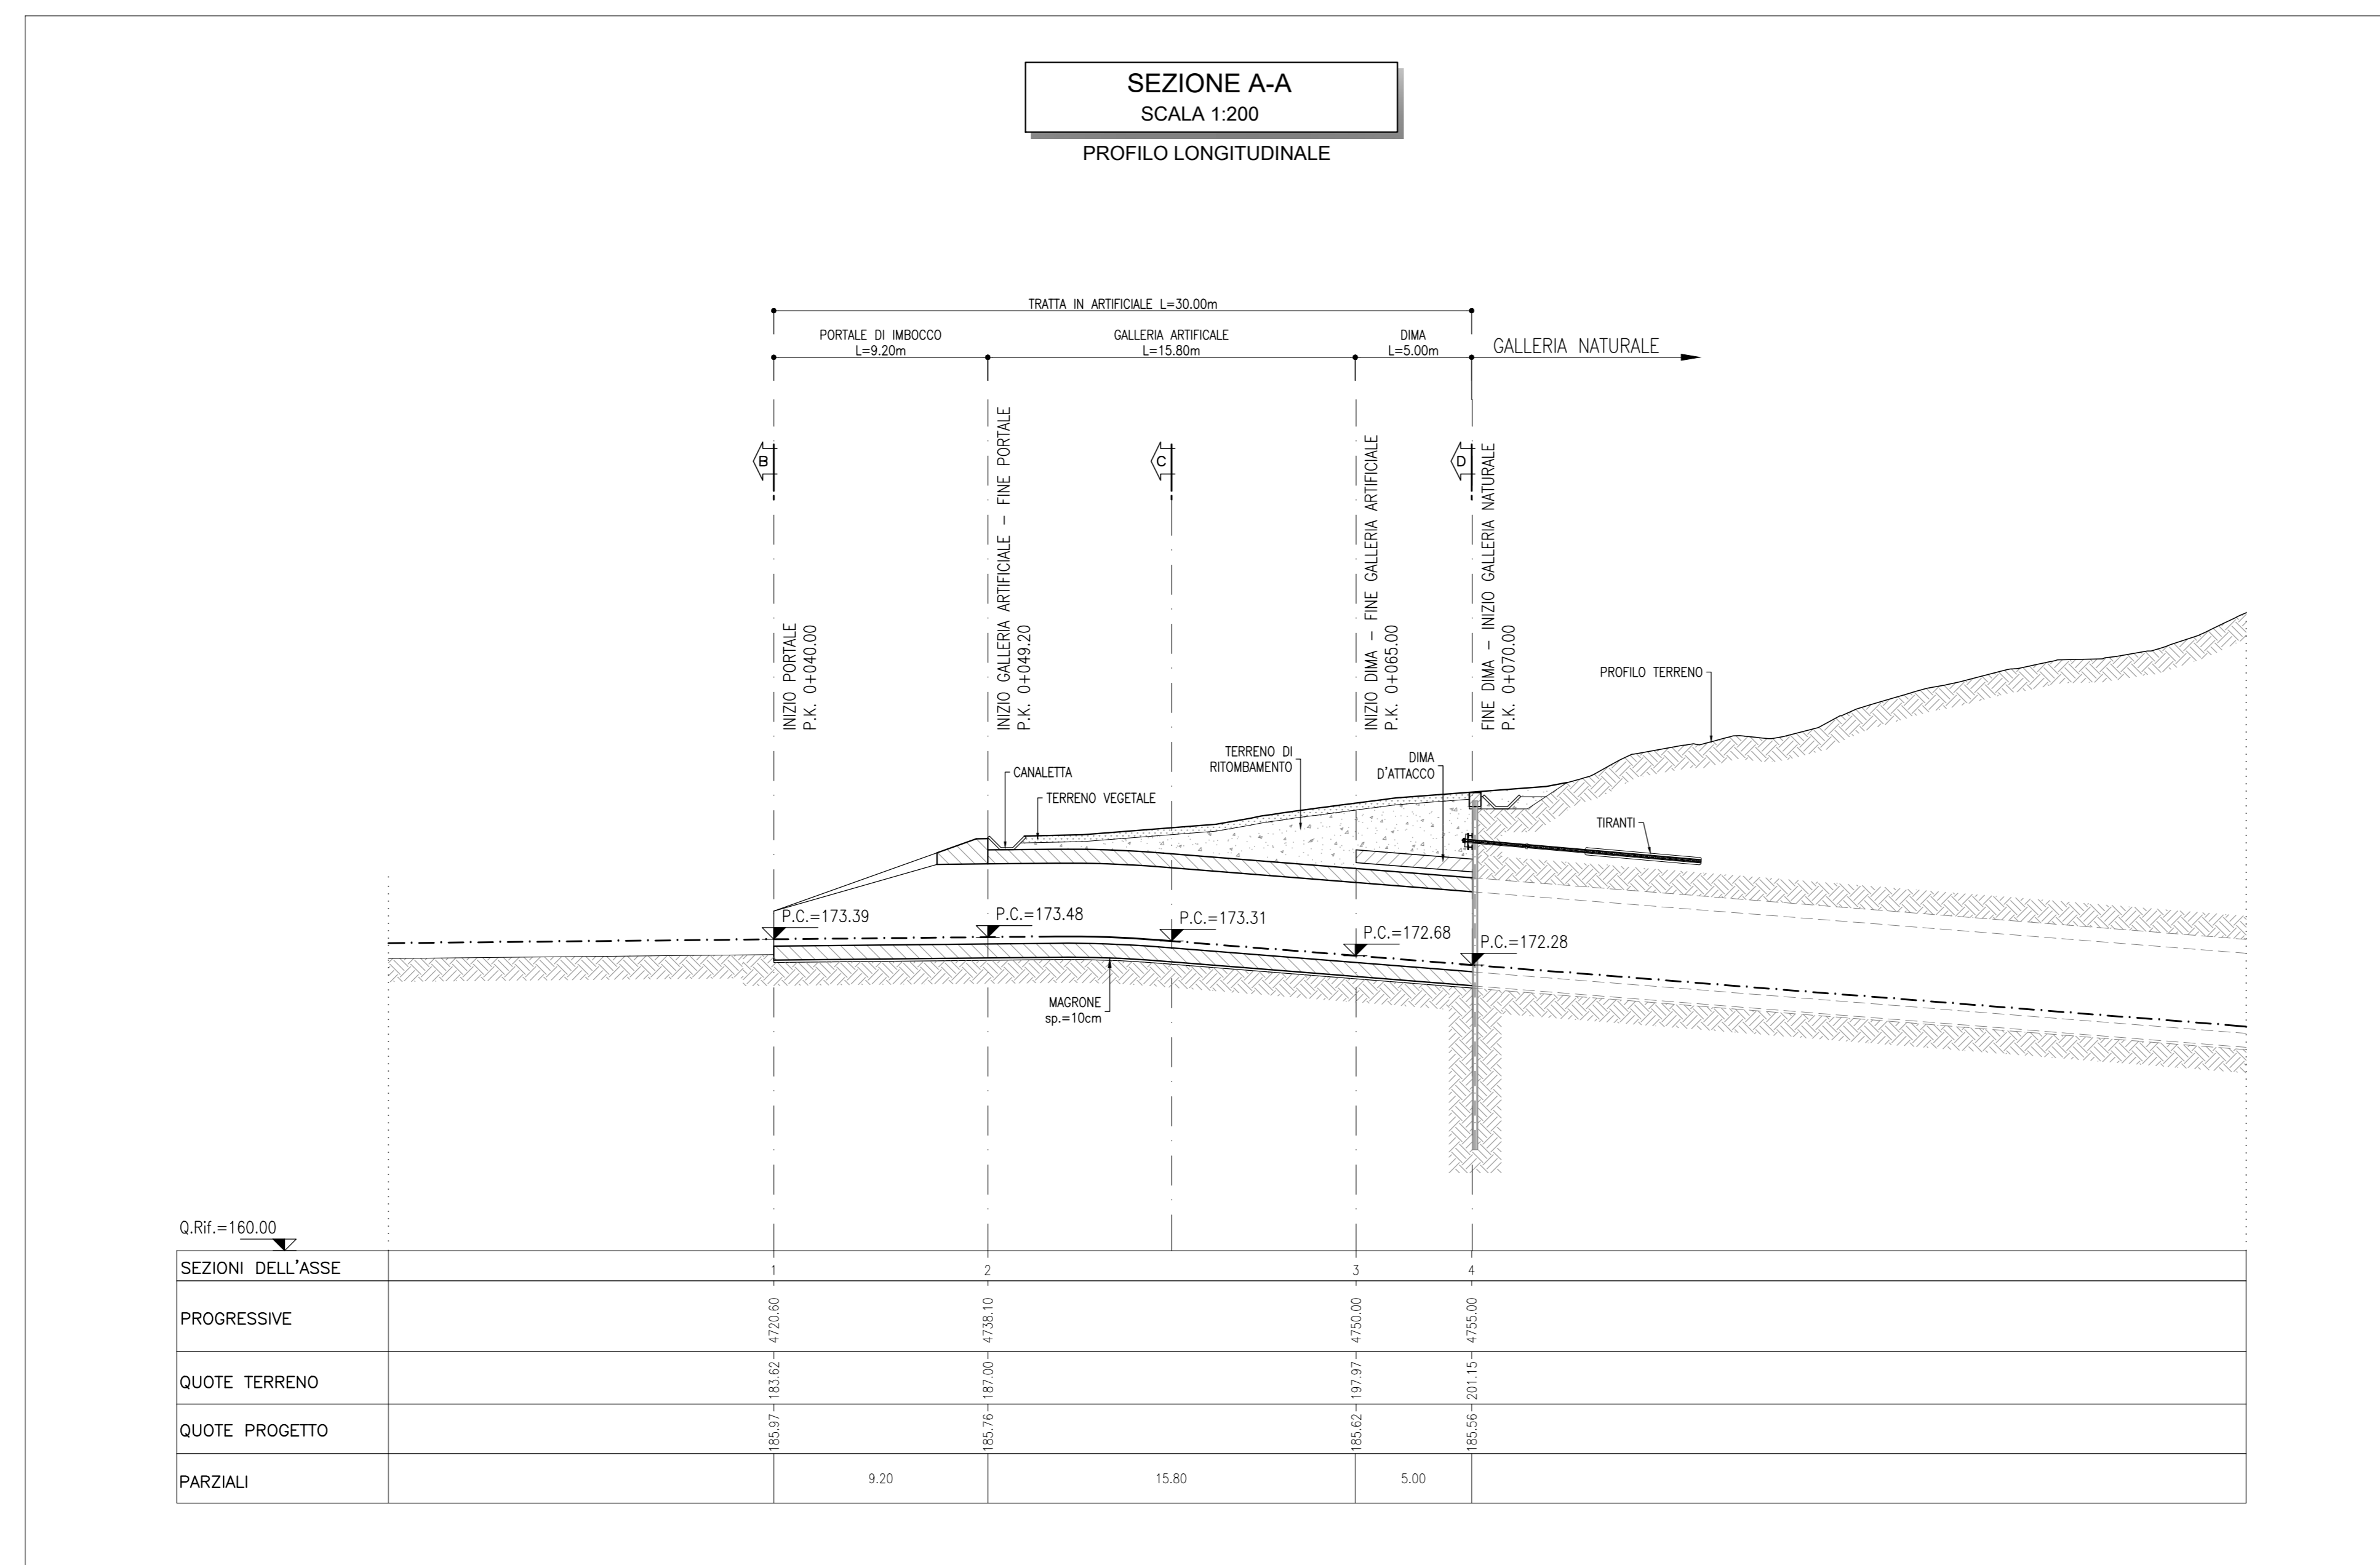 SEZIONE A-A
SCALA 1:200
PROFILO LONGITUDINALE
TRATTA IN ARTIFICIALE L=30.00m
PORTALE DI IMBOCCO
L=9.20m
GALLERIA ARTIFICALE
L=15.80m
DIMA
L=5.00m
GALLERIA NATURALE
B
C
D
INIZIO PORTALE
P.K. 0+040.00
INIZIO GALLERIA ARTIFICIALE - FINE PORTALE
P.K. 0+049.20
INIZIO DIMA - FINE GALLERIA ARTIFICIALE
P.K. 0+065.00
FINE DIMA - INIZIO GALLERIA NATURALE
P.K. 0+070.00
PROFILO TERRENO
CANALETTA
TERRENO VEGETALE
TERRENO DI
RITOMBAMENTO
DIMA
D'ATTACCO
TIRANTI
P.C.=173.39
P.C.=173.48
P.C.=173.31
P.C.=172.68
P.C.=172.28
MAGRONE
sp.=10cm
Q.Rif.=160.00
SEZIONI DELL'ASSE 1 2 3 4
PROGRESSIVE 4720.60 4738.10 4750.00 4755.00
QUOTE TERRENO 183.62 187.00 197.97 201.15
QUOTE PROGETTO 185.97 185.76 185.62 185.56
PARZIALI 9.20 15.80 5.00